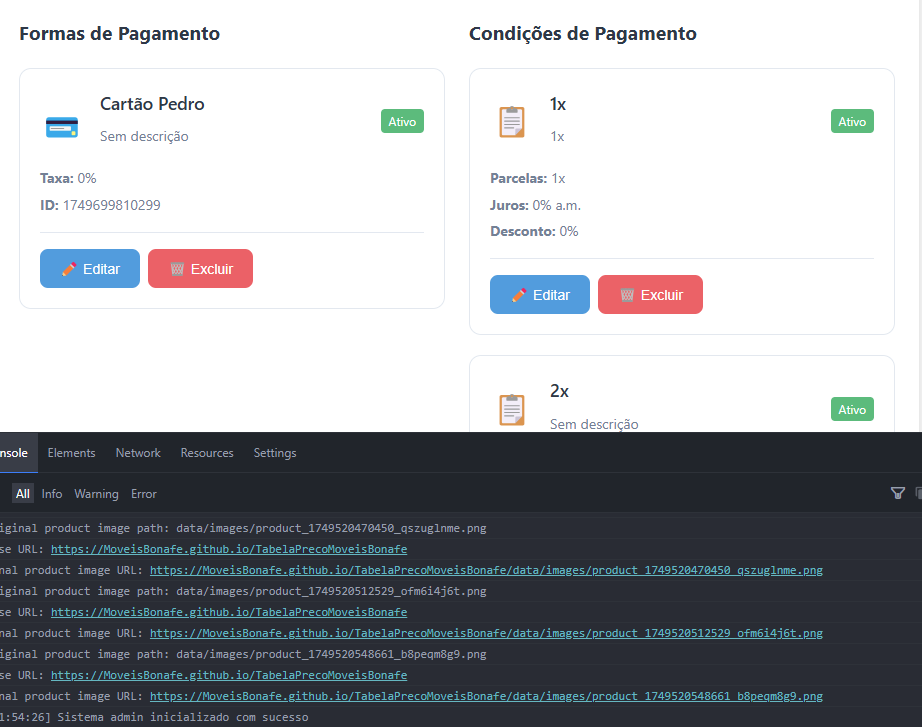 Formas de Pagamento
Cartão Pedro
Sem descrição
Ativo
Taxa: 0%
ID: 1749699810299
Editar
Excluir
Condições de Pagamento
1x
1x
Ativo
Parcelas: 1x
Juros: 0% a.m.
Desconto: 0%
Editar
Excluir
2x
Sem descrição
Ativo
nsole Elements Network Resources Settings
All Info Warning Error
iginal product image path: data/images/product_1749520470450_qszuglnme.png
se URL: https://MoveisBonafe.github.io/TabelaPrecoMoveisBonafe
nal product image URL: https://MoveisBonafe.github.io/TabelaPrecoMoveisBonafe/data/images/product_1749520470450_qszuglnme.png
iginal product image path: data/images/product_1749520512529_ofm6i4j6t.png
se URL: https://MoveisBonafe.github.io/TabelaPrecoMoveisBonafe
nal product image URL: https://MoveisBonafe.github.io/TabelaPrecoMoveisBonafe/data/images/product_1749520512529_ofm6i4j6t.png
iginal product image path: data/images/product_1749520548661_b8peqm8g9.png
se URL: https://MoveisBonafe.github.io/TabelaPrecoMoveisBonafe
nal product image URL: https://MoveisBonafe.github.io/TabelaPrecoMoveisBonafe/data/images/product_1749520548661_b8peqm8g9.png
1:54:26] Sistema admin inicializado com sucesso